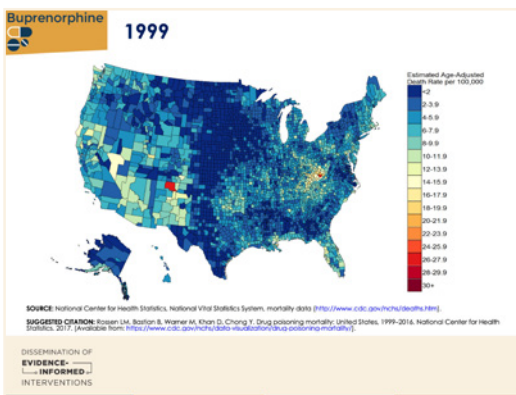 Buprenorphine
1999
Estimated Age-Adjusted
Death Rate per 100,000
<2
2-3.9
4-5.9
6-7.9
8-9.9
10-11.9
12-13.9
14-15.9
16-17.9
18-19.9
20-21.9
22-23.9
24-25.9
26-27.9
28-29.9
30+
SOURCE: National Center for Health Statistics, National Vital Statistics System, mortality data (http://www.cdc.gov/nchs/deaths.htm).
SUGGESTED CITATION: Rossen LM, Bastian B, Warner M, Khan D, Chong Y. Drug poisoning mortality: United States, 1999–2016. National Center for Health
Statistics. 2017. (Available from: https://www.cdc.gov/nchs/data-visualization/drug-poisoning-mortality/).
DISSEMINATION OF
EVIDENCE-
INFORMED
INTERVENTIONS